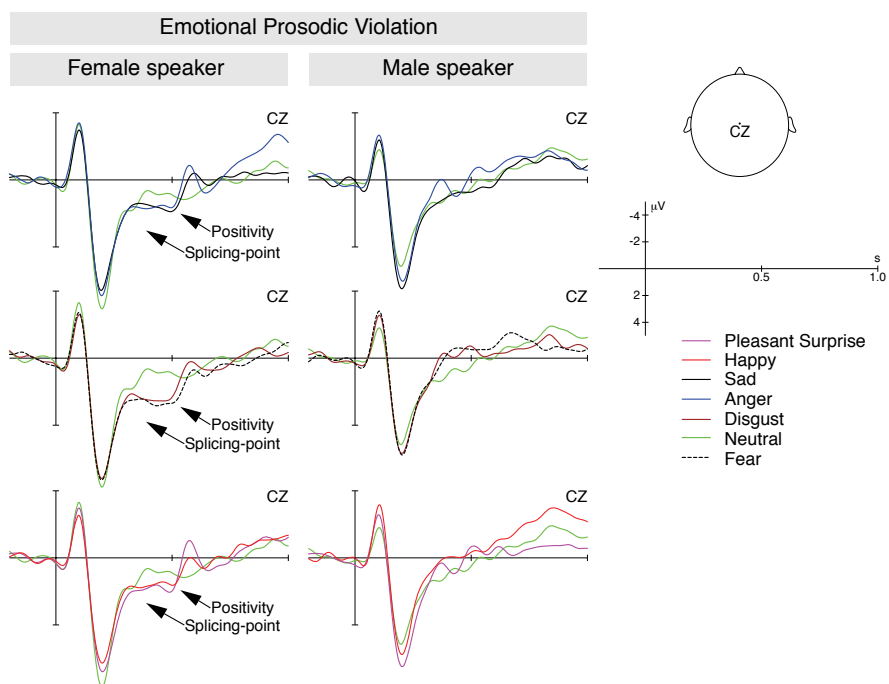 Emotional Prosodic Violation
Female speaker
Male speaker
CZ
Positivity
Splicing-point
CZ
CZ
Positivity
Splicing-point
CZ
CZ
Positivity
Splicing-point
CZ
CZ
µV
-4
-2
s
0.5
1.0
2
4
Pleasant Surprise
Happy
Sad
Anger
Disgust
Neutral
Fear